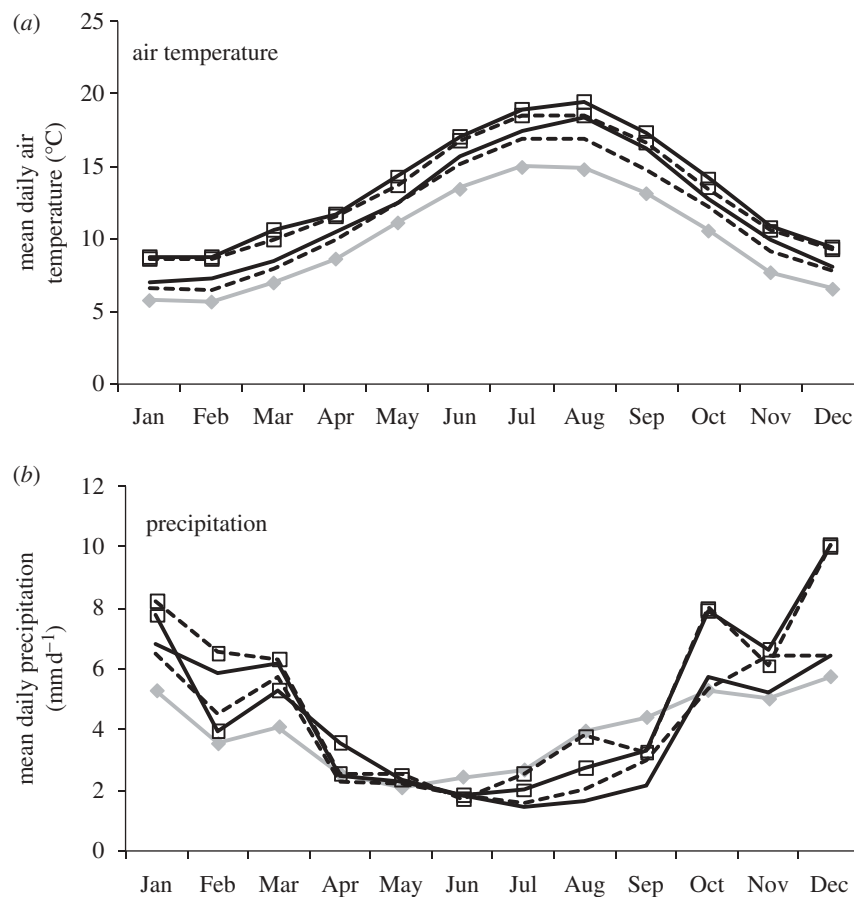 (a)
air temperature
mean daily air
temperature (°C)
25
20
15
10
5
0
Jan Feb Mar Apr May Jun Jul Aug Sep Oct Nov Dec
(b)
precipitation
mean daily precipitation
(mm d⁻¹)
12
10
8
6
4
2
0
Jan Feb Mar Apr May Jun Jul Aug Sep Oct Nov Dec